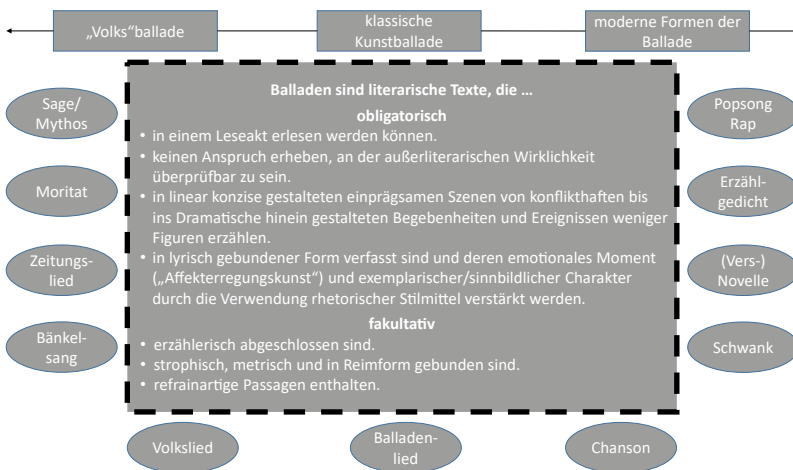 „Volks“ballade
klassische
Kunstballade
moderne Formen der
Ballade
Sage/
Mythos
Moritat
Zeitungs-
lied
Bänkel-
sang
Balladen sind literarische Texte, die ...
obligatorisch
• in einem Leseakt erlesen werden können.
• keinen Anspruch erheben, an der außerliterarischen Wirklichkeit
überprüfbar zu sein.
• in linear konzise gestalteten einprägsamen Szenen von konflikthaften bis
ins Dramatische hinein gestalteten Begebenheiten und Ereignissen weniger
Figuren erzählen.
• in lyrisch gebundener Form verfasst sind und deren emotionales Moment
(„Affekterregungskunst“) und exemplarischer/sinnbildlicher Charakter
durch die Verwendung rhetorischer Stilmittel verstärkt werden.
fakultativ
• erzählerisch abgeschlossen sind.
• strophisch, metrisch und in Reimform gebunden sind.
• refrainartige Passagen enthalten.
Popsong
Rap
Erzähl-
gedicht
(Vers-)
Novelle
Schwank
Volkslied
Balladen-
lied
Chanson